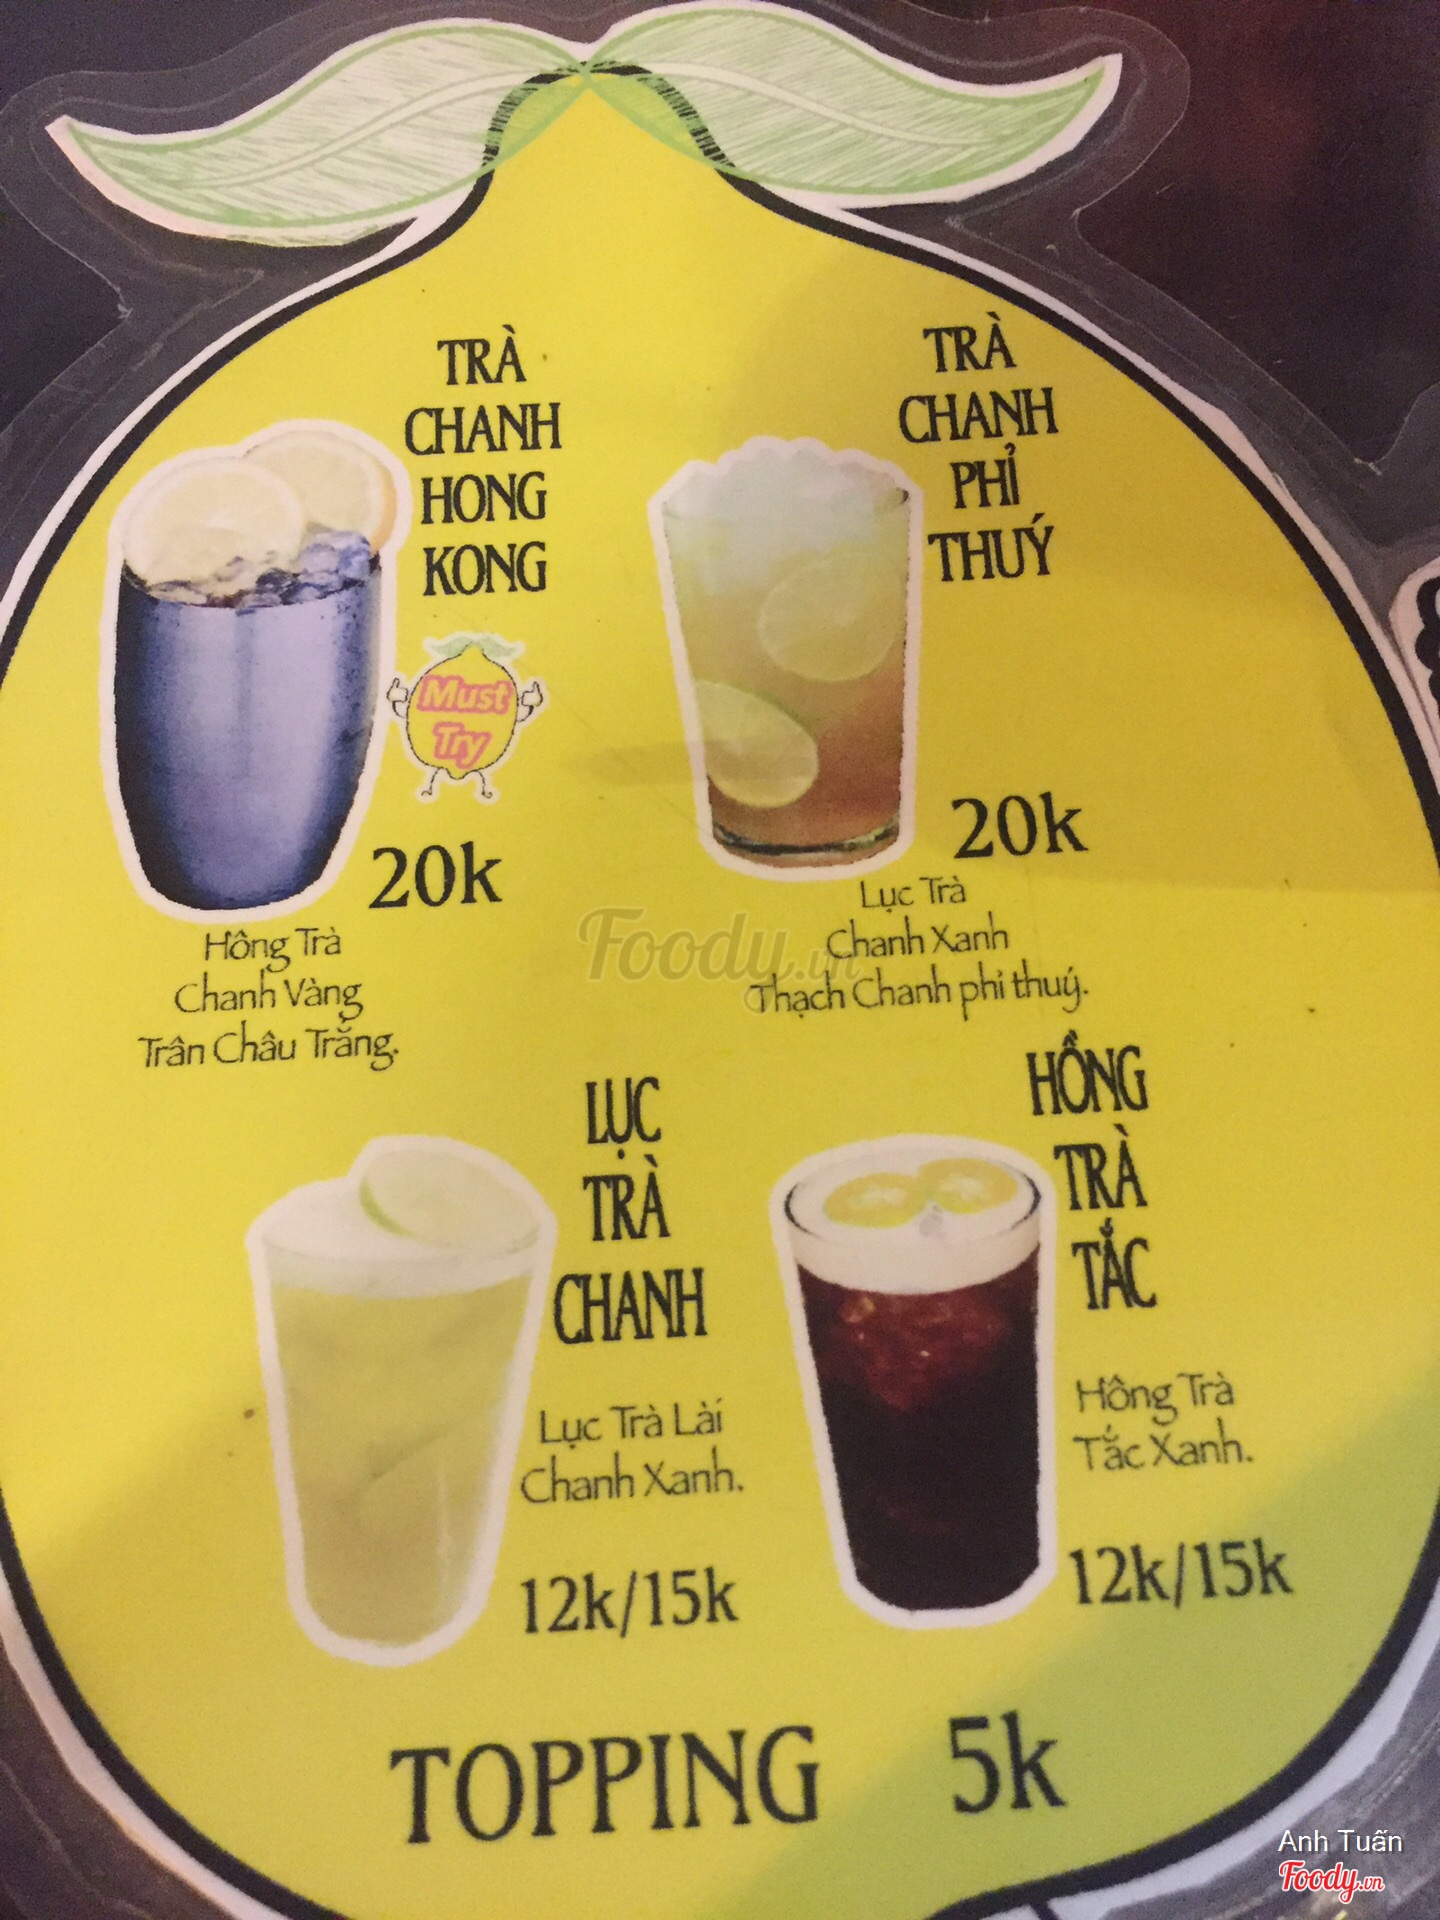 TRÀ
CHANH
HONG
KONG
Must
Try
20k
Hồng Trà
Chanh Vàng
Trân Châu Trắng.
TRÀ
CHANH
PHỈ
THUÝ
20k
Lục Trà
Chanh Xanh
Thạch Chanh phỉ thuý.
Foody.vn
LỤC
TRÀ
CHANH
Lục Trà Lài
Chanh Xanh.
12k/15k
HỒNG
TRÀ
TẮC
Hồng Trà
Tắc Xanh.
12k/15k
TOPPING 5k
Anh Tuấn
Foody.vn